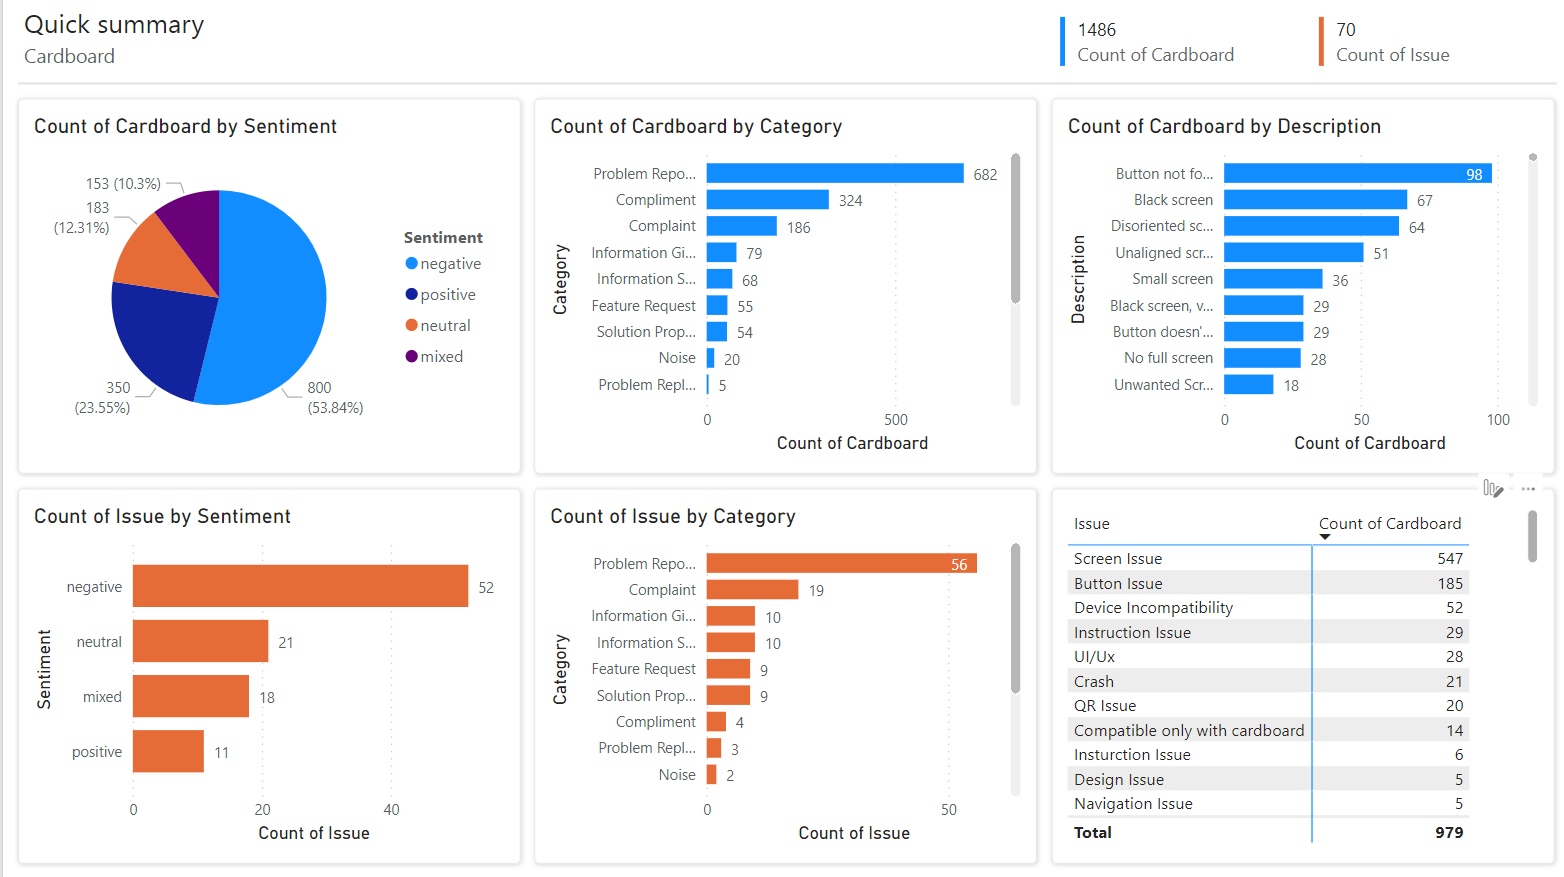 Quick summary
Cardboard
1486
Count of Cardboard
70
Count of Issue
Count of Cardboard by Sentiment
153 (10.3%)
183
(12.31%)
350
(23.55%)
800
(53.84%)
Sentiment
negative
positive
neutral
mixed
Count of Cardboard by Category
Category
Problem Repo... 682
Compliment 324
Complaint 186
Information Gi... 79
Information S... 68
Feature Request 55
Solution Prop... 54
Noise 20
Problem Repl... 5
0 500
Count of Cardboard
Count of Cardboard by Description
Description
Button not fo... 98
Black screen 67
Disoriented sc... 64
Unaligned scr... 51
Small screen 36
Black screen, v... 29
Button doesn'... 29
No full screen 28
Unwanted Scr... 18
0 50 100
Count of Cardboard
Count of Issue by Sentiment
Sentiment
negative 52
neutral 21
mixed 18
positive 11
0 20 40
Count of Issue
Count of Issue by Category
Category
Problem Repo... 56
Complaint 19
Information Gi... 10
Information S... 10
Feature Request 9
Solution Prop... 9
Compliment 4
Problem Repl... 3
Noise 2
0 50
Count of Issue
Issue Count of Cardboard
Screen Issue 547
Button Issue 185
Device Incompatibility 52
Instruction Issue 29
UI/Ux 28
Crash 21
QR Issue 20
Compatible only with cardboard 14
Insturction Issue 6
Design Issue 5
Navigation Issue 5
Total 979